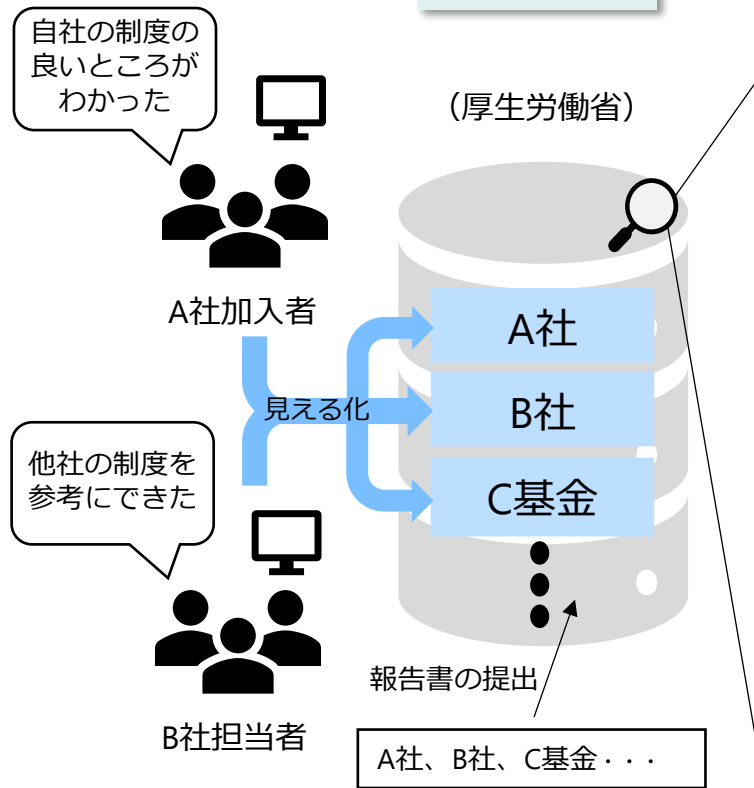 自社の制度の
良いところが
わかった
（厚生労働省）
A社加入者
A社
見える化
B社
他社の制度を
参考にできた
C基金
報告書の提出
B社担当者
A社、B社、C基金・・・